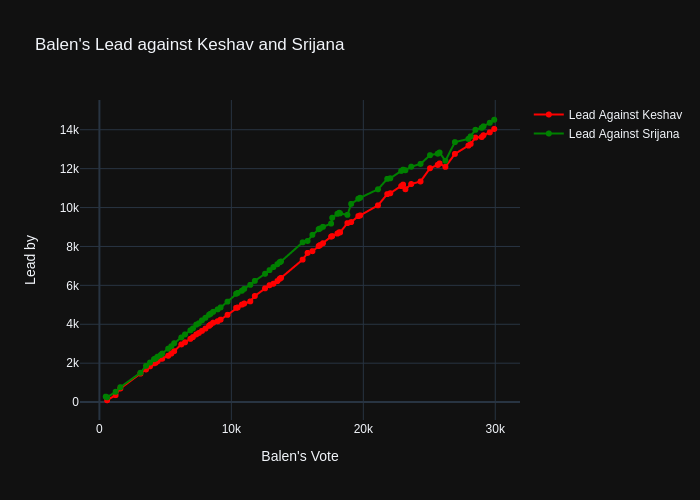 Balen's Lead against Keshav and Srijana
Lead Against Keshav
Lead Against Srijana
14k
12k
10k
8k
6k
4k
2k
0
Lead by
0
10k
20k
30k
Balen's Vote